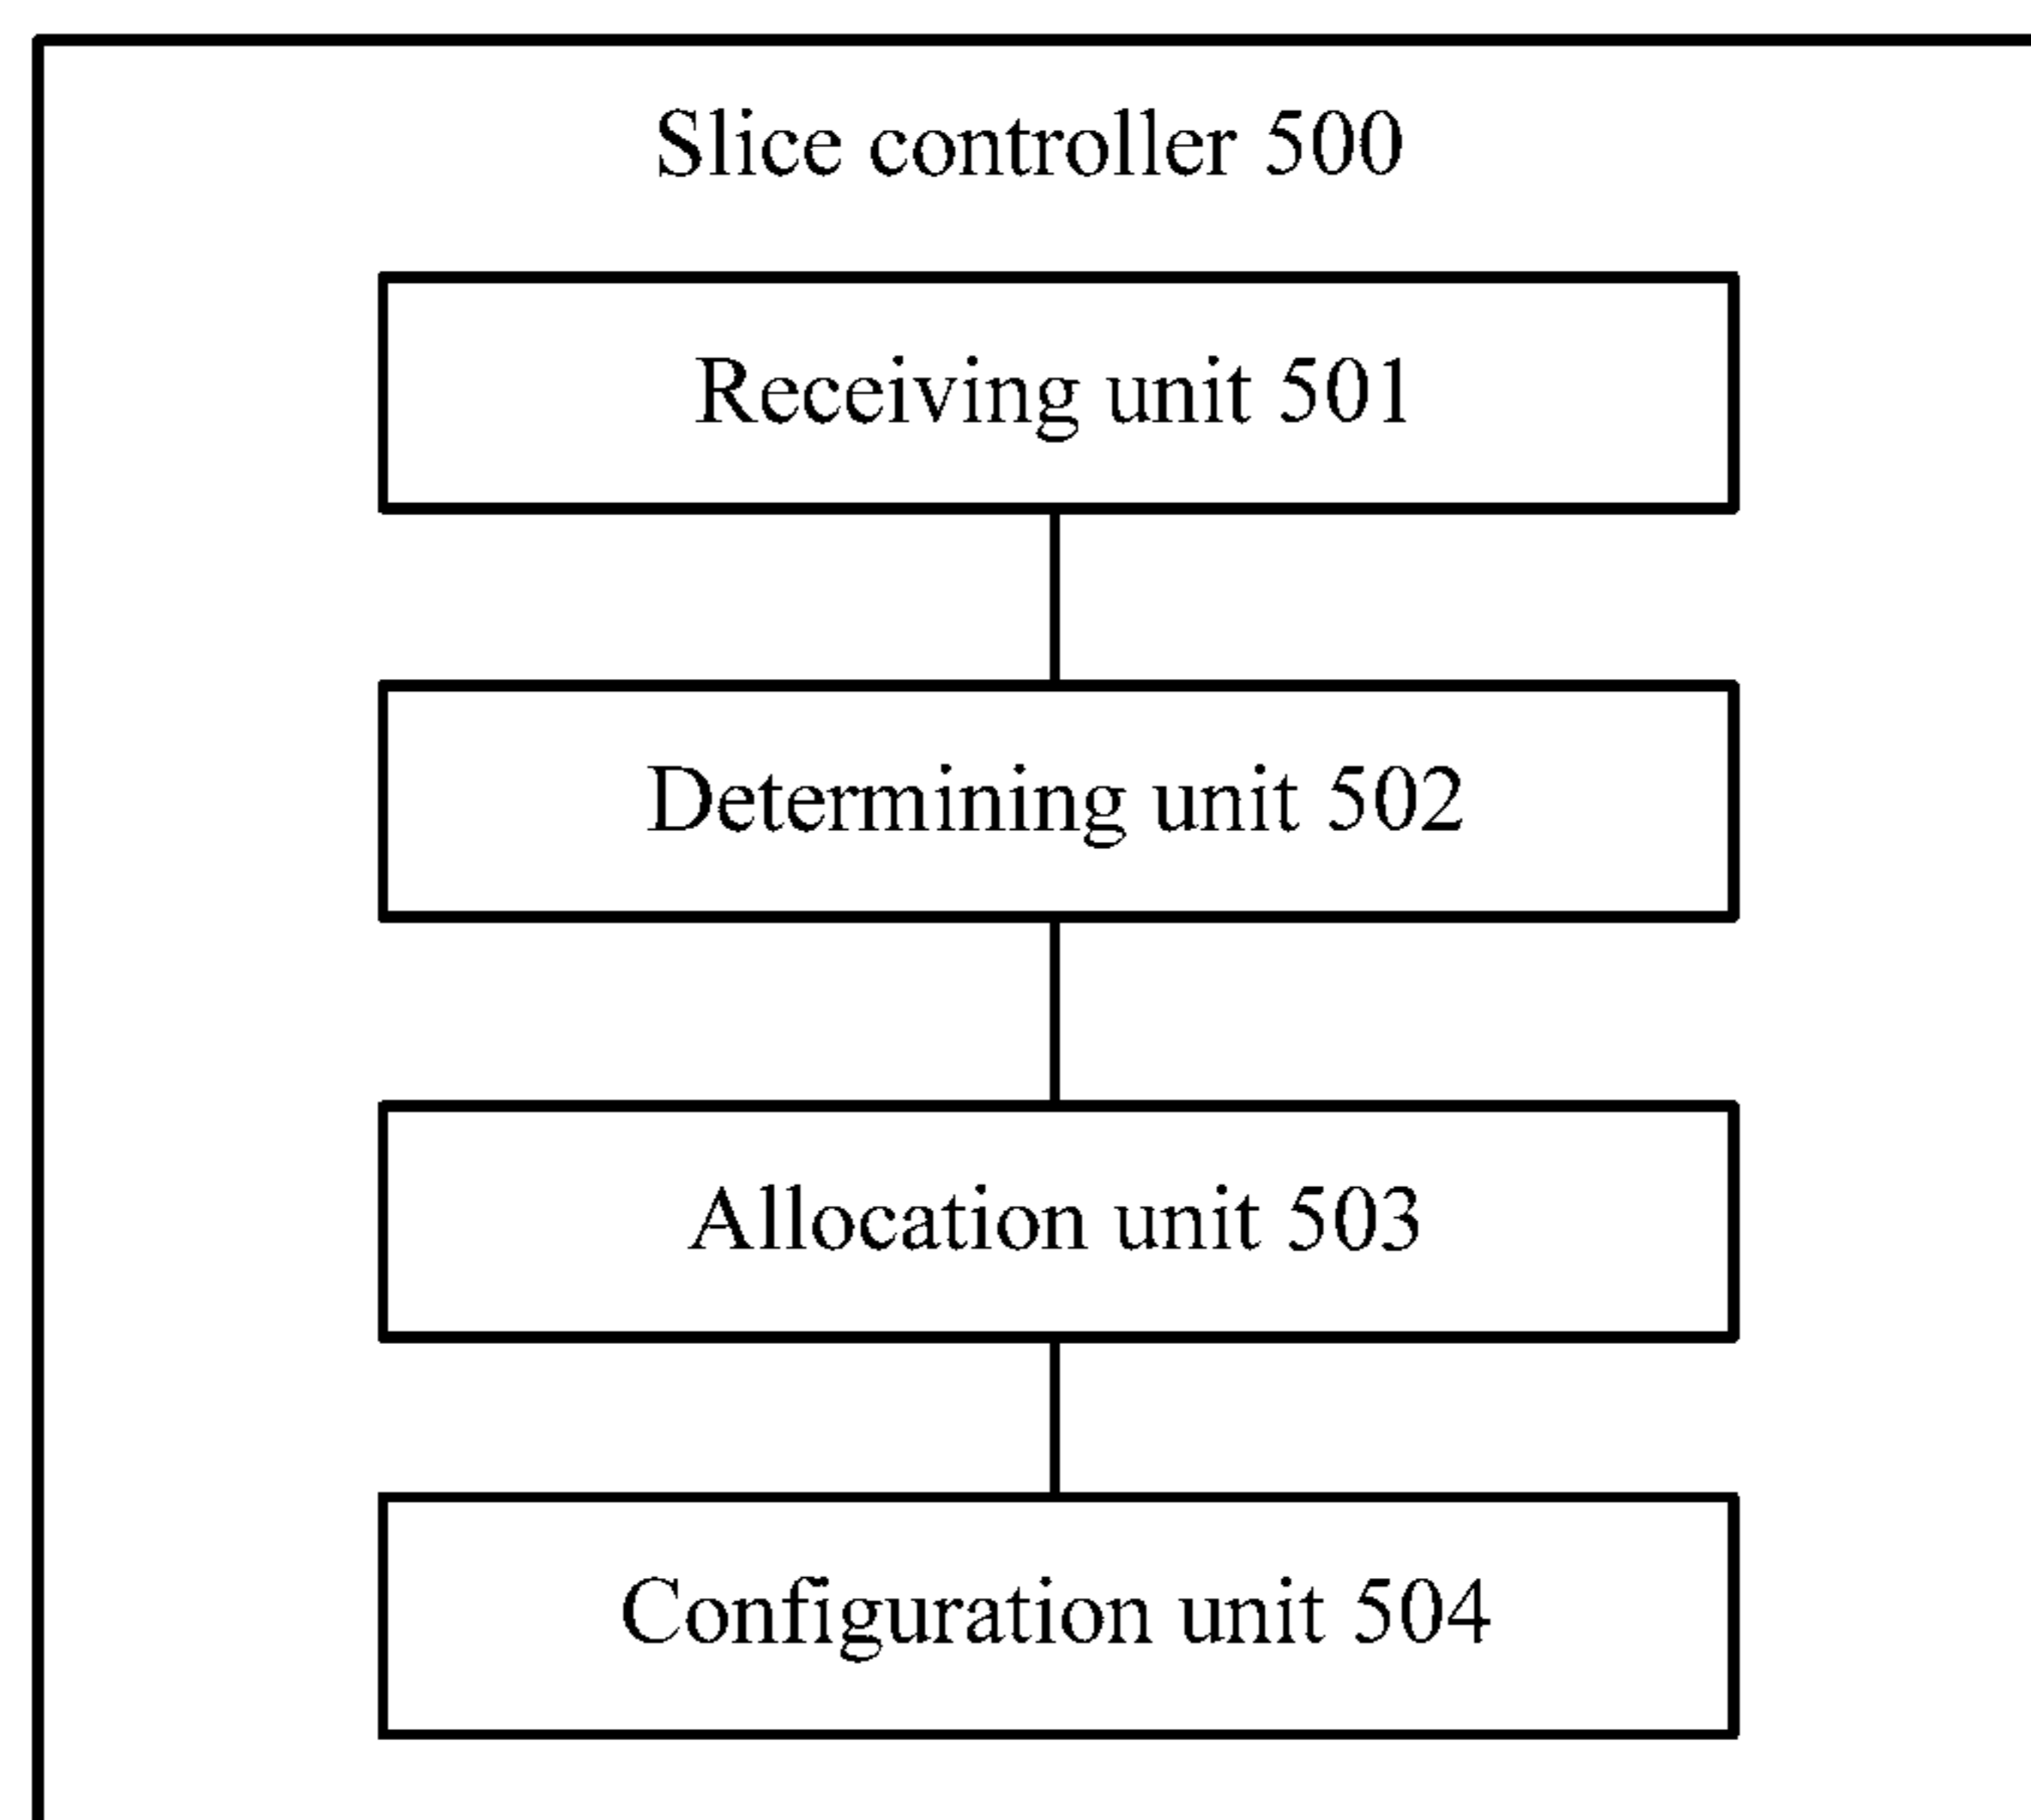 Slice controller 500
Receiving unit 501
Determining unit 502
Allocation unit 503
Configuration unit 504